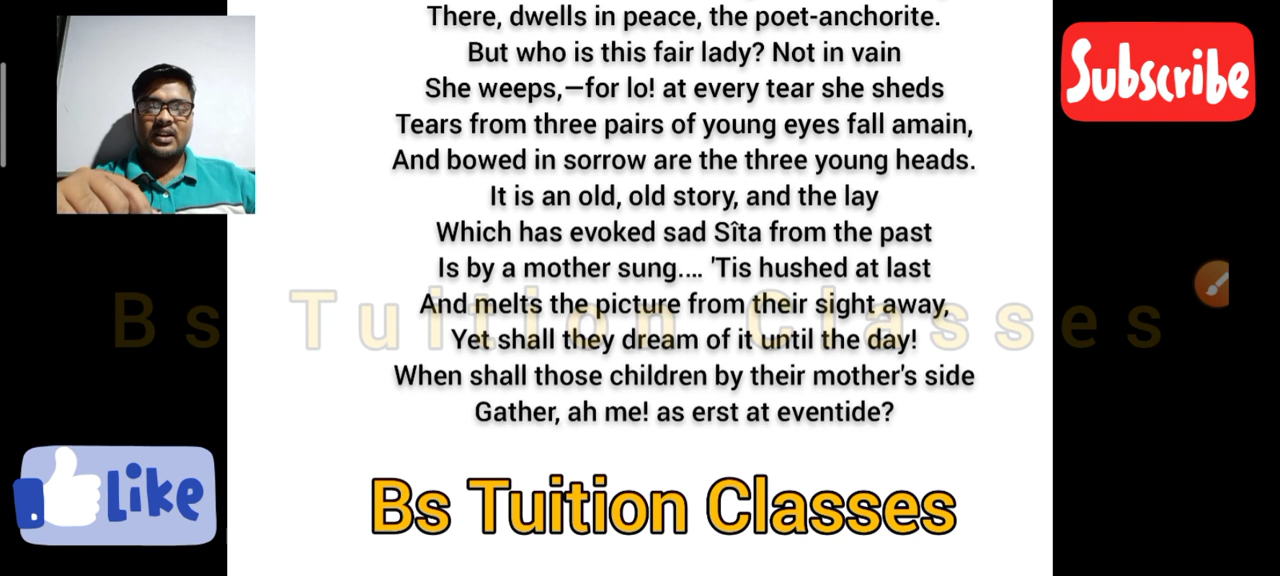 There, dwells in peace, the poet-anchorite.
But who is this fair lady? Not in vain
She weeps,—for lo! at every tear she sheds
Tears from three pairs of young eyes fall amain,
And bowed in sorrow are the three young heads.
It is an old, old story, and the lay
Which has evoked sad Sîta from the past
Is by a mother sung.... 'Tis hushed at last
And melts the picture from their sight away,
Yet shall they dream of it until the day!
When shall those children by their mother's side
Gather, ah me! as erst at eventide?
Bs Tuition Classes
Bs Tuition Classes
Subscribe
Like